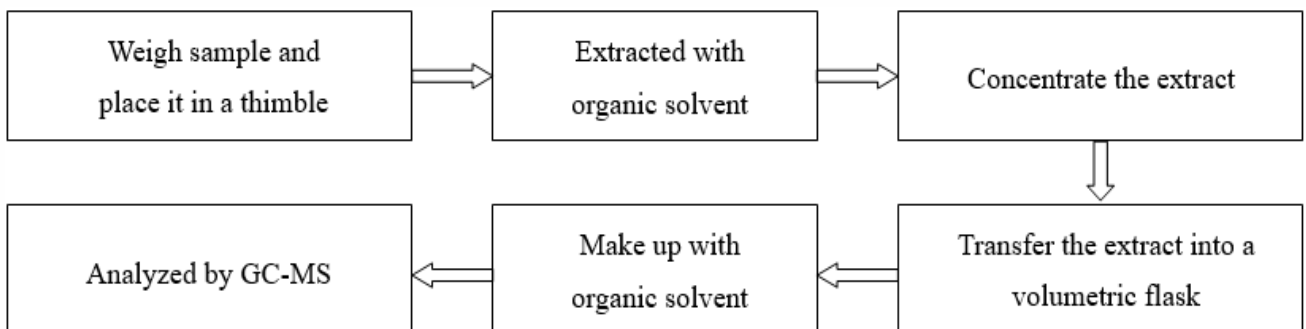 Weigh sample and
place it in a thimble
Extracted with
organic solvent
Concentrate the extract
Transfer the extract into a
volumetric flask
Make up with
organic solvent
Analyzed by GC-MS